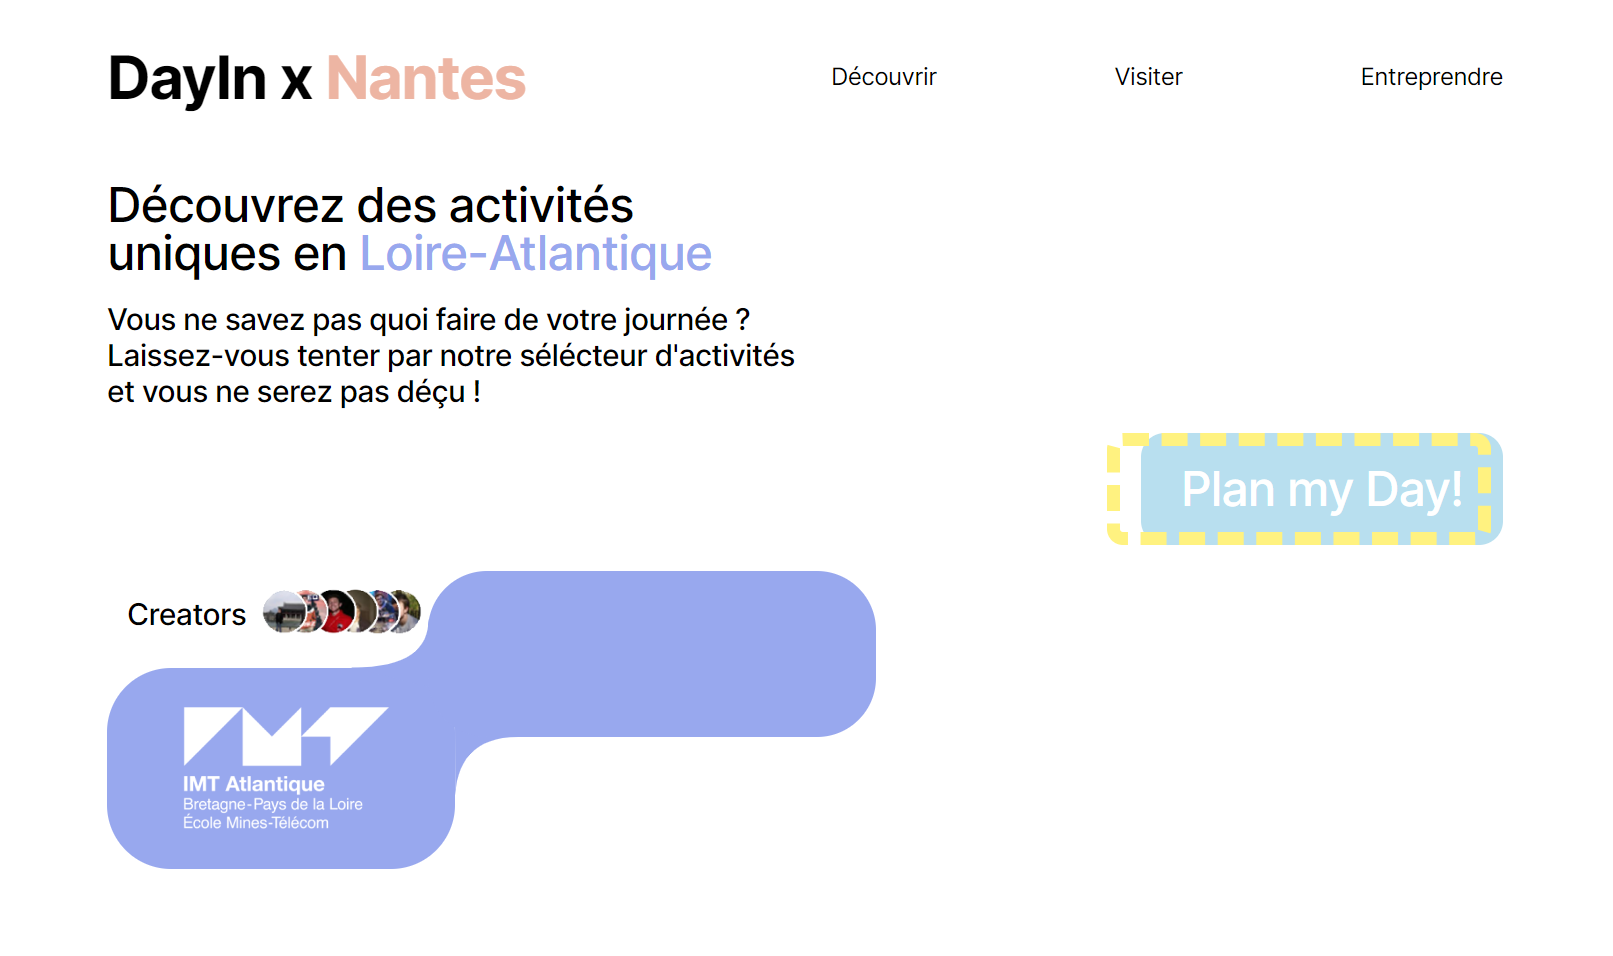 DayIn x Nantes
Découvrir
Visiter
Entreprendre
Découvrez des activités
uniques en Loire-Atlantique
Vous ne savez pas quoi faire de votre journée ?
Laissez-vous tenter par notre sélécteur d'activités
et vous ne serez pas déçu !
Plan my Day!
Creators
IMT Atlantique
Bretagne-Pays de la Loire
École Mines-Télécom